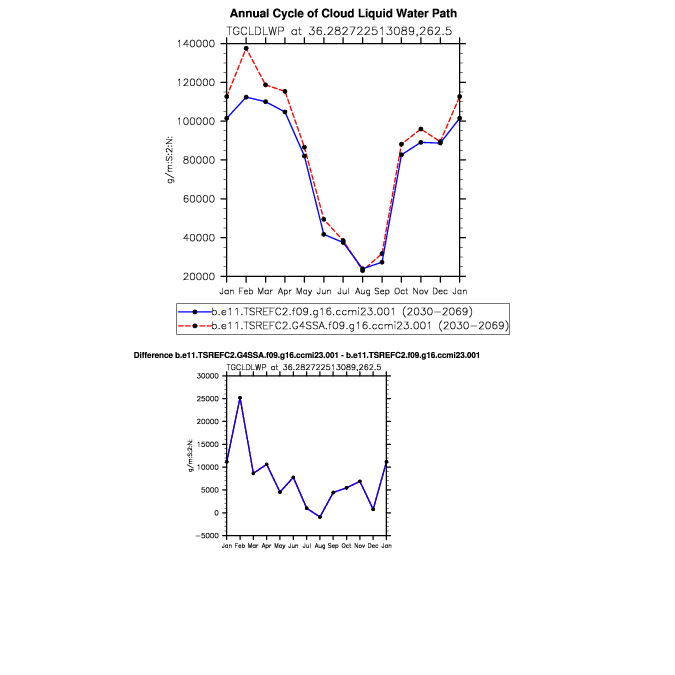 Annual Cycle of Cloud Liquid Water Path
TGCLDLWP at 36.282722513089,262.5
140000
120000
100000
80000
60000
40000
20000
g/m:S:2:N:
Jan Feb Mar Apr May Jun Jul Aug Sep Oct Nov Dec Jan
b.e11.TSREFC2.f09.g16.ccmi23.001 (2030-2069)
b.e11.TSREFC2.G4SSA.f09.g16.ccmi23.001 (2030-2069)
Difference b.e11.TSREFC2.G4SSA.f09.g16.ccmi23.001 - b.e11.TSREFC2.f09.g16.ccmi23.001
TGCLDLWP at 36.282722513089,262.5
30000
25000
20000
15000
10000
5000
0
-5000
g/m:S:2:N:
Jan Feb Mar Apr May Jun Jul Aug Sep Oct Nov Dec Jan